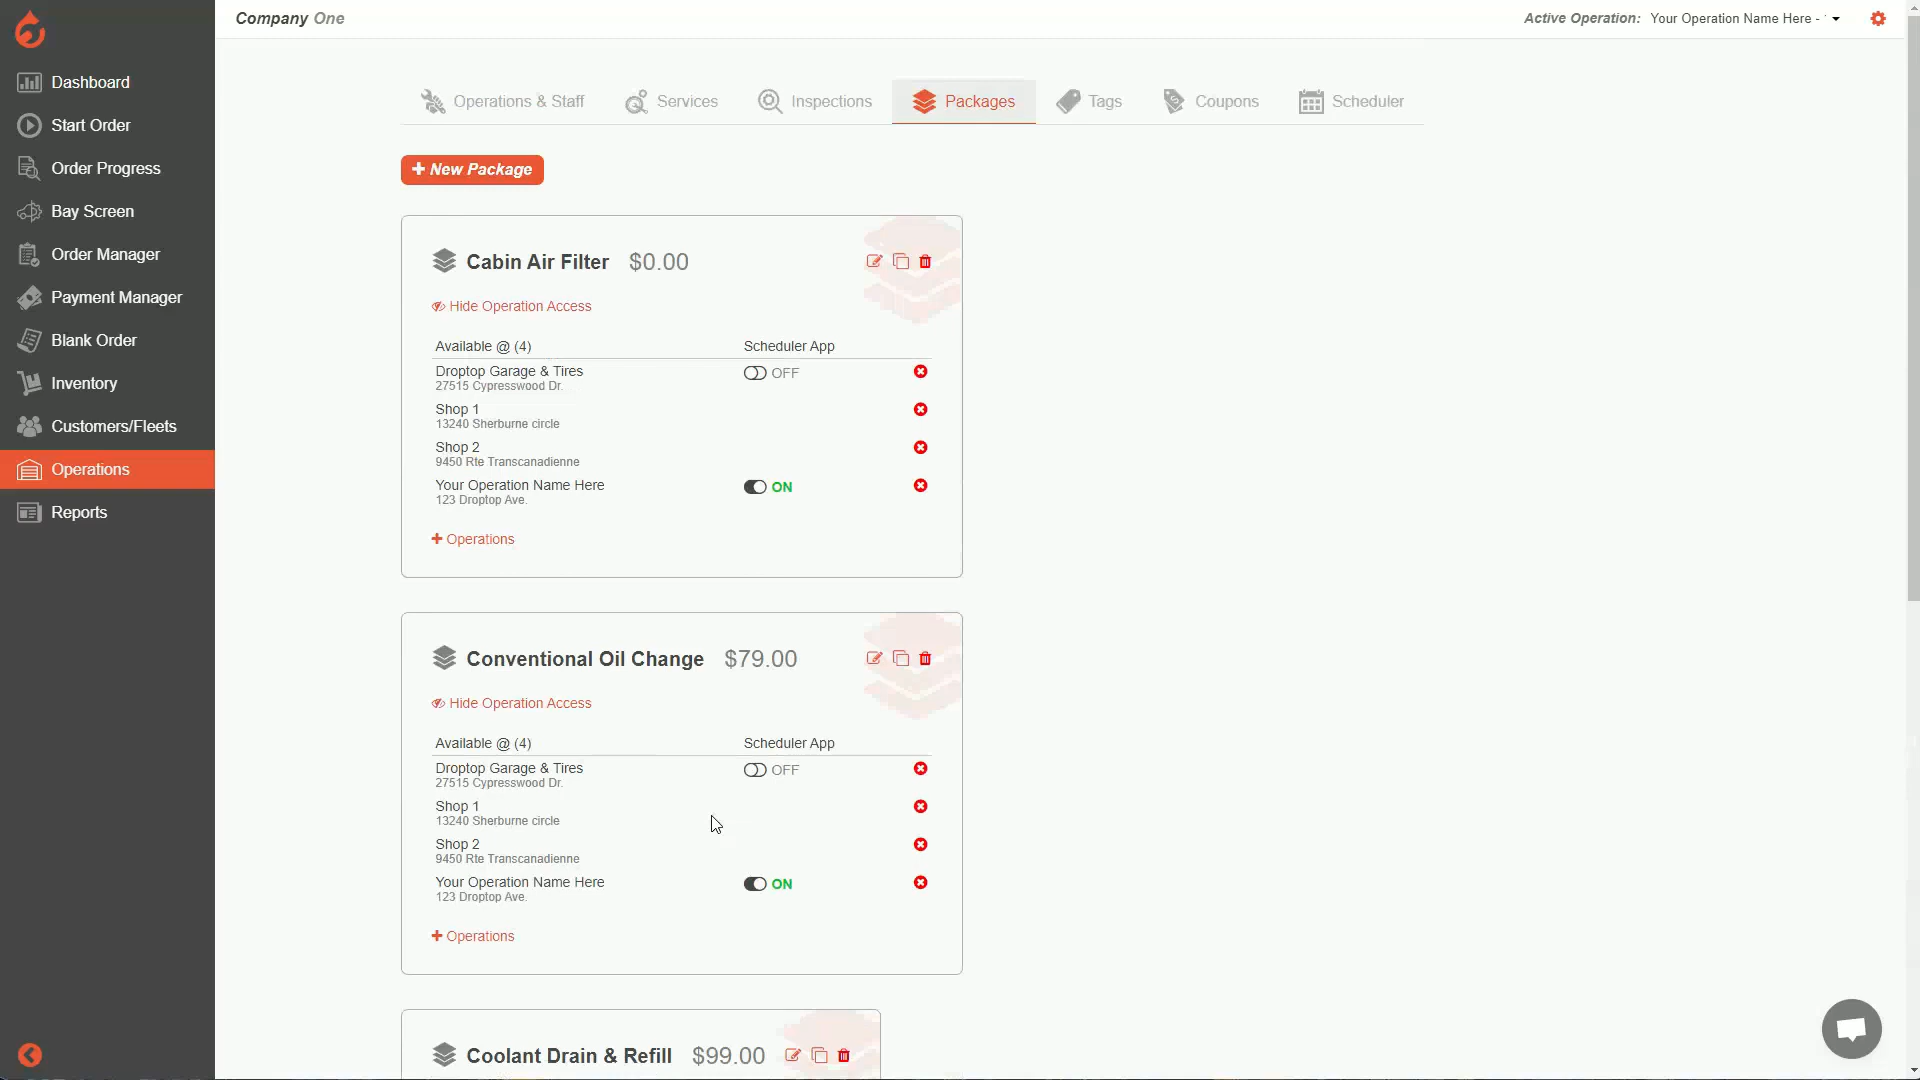 Company One
Active Operation: Your Operation Name Here -
Dashboard
Start Order
Order Progress
Bay Screen
Order Manager
Payment Manager
Blank Order
Inventory
Customers/Fleets
Operations
Reports
Operations & Staff
Services
Inspections
Packages
Tags
Coupons
Scheduler
+ New Package
Cabin Air Filter $0.00
Hide Operation Access
Available @ (4) Scheduler App
Droptop Garage & Tires OFF
27515 Cypresswood Dr.
Shop 1
13240 Sherburne circle
Shop 2
9450 Rte Transcanadienne
Your Operation Name Here ON
123 Droptop Ave.
+ Operations
Conventional Oil Change $79.00
Hide Operation Access
Available @ (4) Scheduler App
Droptop Garage & Tires OFF
27515 Cypresswood Dr.
Shop 1
13240 Sherburne circle
Shop 2
9450 Rte Transcanadienne
Your Operation Name Here ON
123 Droptop Ave.
+ Operations
Coolant Drain & Refill $99.00